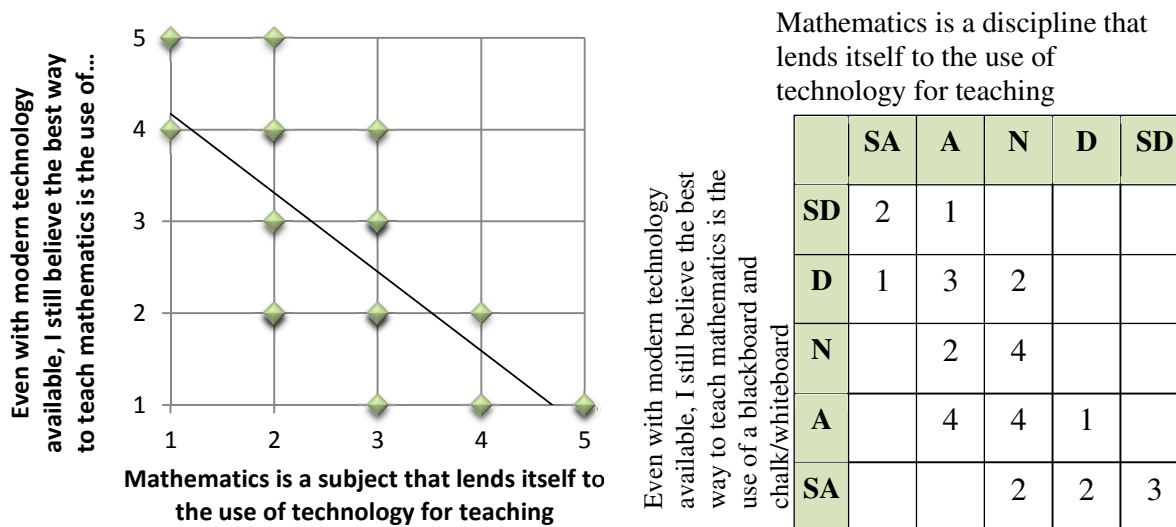 Even with modern technology
available, I still believe the best way
to teach mathematics is the use of...
5
4
3
2
1
1 2 3 4 5
Mathematics is a subject that lends itself to
the use of technology for teaching
Mathematics is a discipline that
lends itself to the use of
technology for teaching
Even with modern technology
available, I still believe the best
way to teach mathematics is the
use of a blackboard and
chalk/whiteboard
SA A N D SD
SD 2 1
D 1 3 2
N 2 4
A 4 4 1
SA 2 2 3